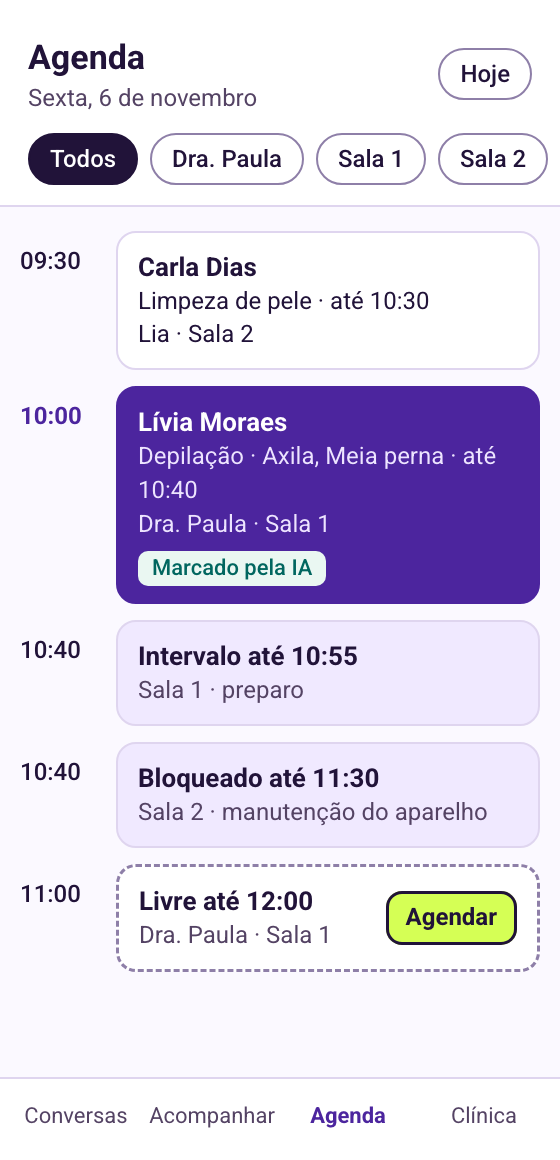 Agenda
Sexta, 6 de novembro
Hoje
Todos
Dra. Paula
Sala 1
Sala 2
09:30
Carla Dias
Limpeza de pele · até 10:30
Lia · Sala 2
10:00
Lívia Moraes
Depilação · Axila, Meia perna · até
10:40
Dra. Paula · Sala 1
Marcado pela IA
10:40
Intervalo até 10:55
Sala 1 · preparo
10:40
Bloqueado até 11:30
Sala 2 · manutenção do aparelho
11:00
Livre até 12:00
Dra. Paula · Sala 1
Agendar
Conversas
Acompanhar
Agenda
Clínica